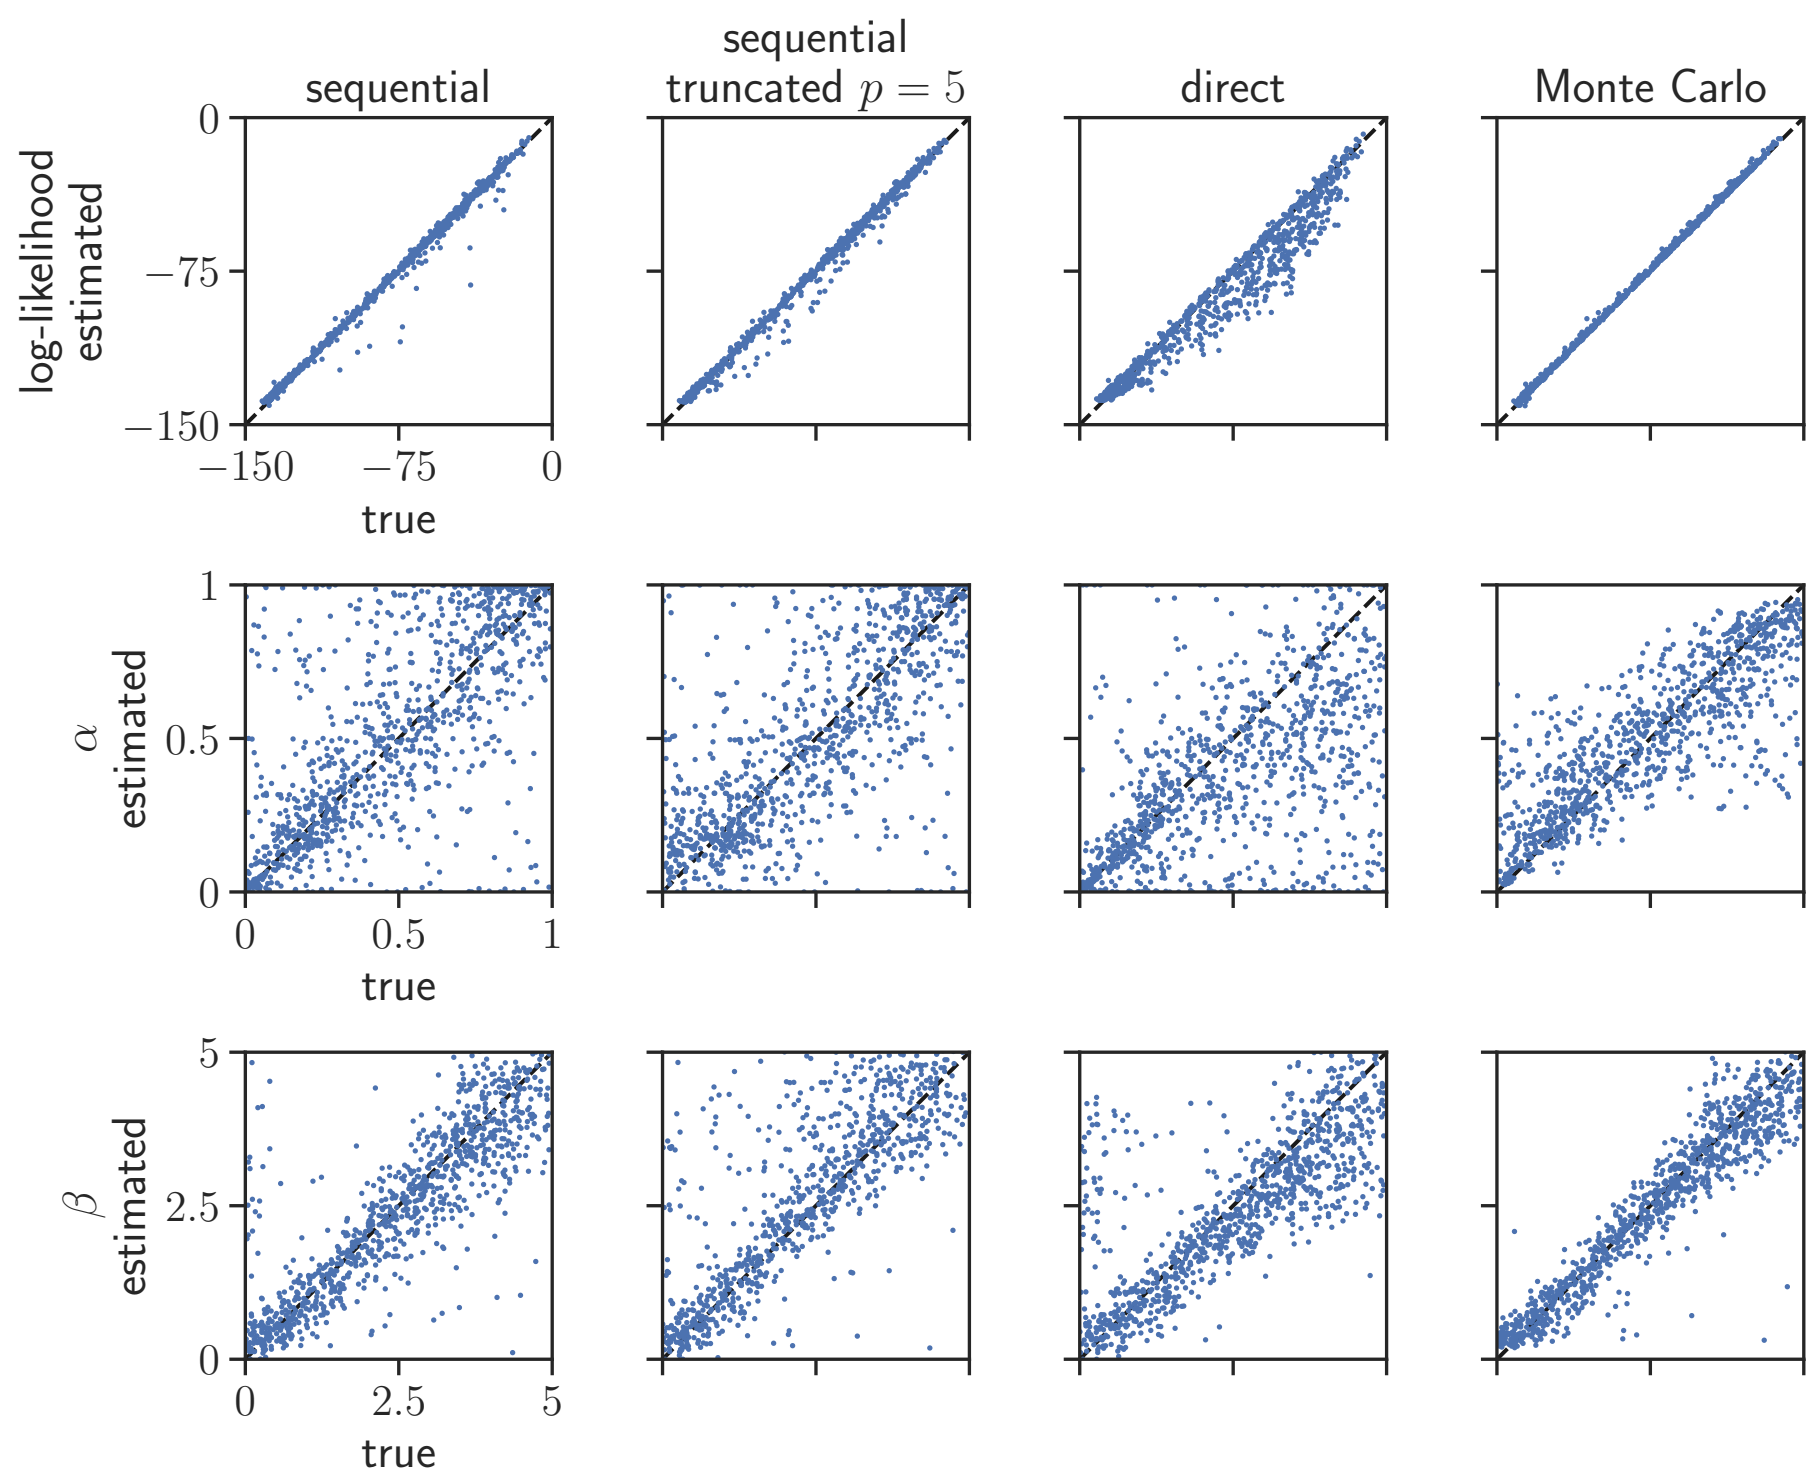 sequential
sequential
truncated p = 5
direct
Monte Carlo
log-likelihood
estimated
0
−75
−150
−150 −75 0
true
α
estimated
1
0.5
0
0 0.5 1
true
β
estimated
5
2.5
0
0 2.5 5
true